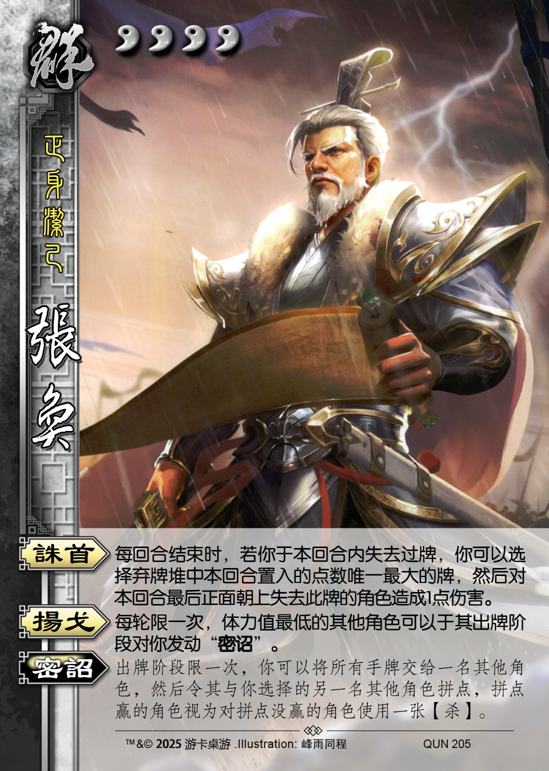 群
正身潔己
張奐
誅首
每回合结束时，若你于本回合内失去过牌，你可以选
择弃牌堆中本回合置入的点数唯一最大的牌，然后对
本回合最后正面朝上失去此牌的角色造成1点伤害。
揚戈
每轮限一次，体力值最低的其他角色可以于其出牌阶
段对你发动“密诏”。
密詔
出牌阶段限一次，你可以将所有手牌交给一名其他角
色，然后令其与你选择的另一名其他角色拼点，拼点
赢的角色视为对拼点没赢的角色使用一张【杀】。
™&© 2025 游卡桌游 .Illustration: 峰雨同程
QUN 205